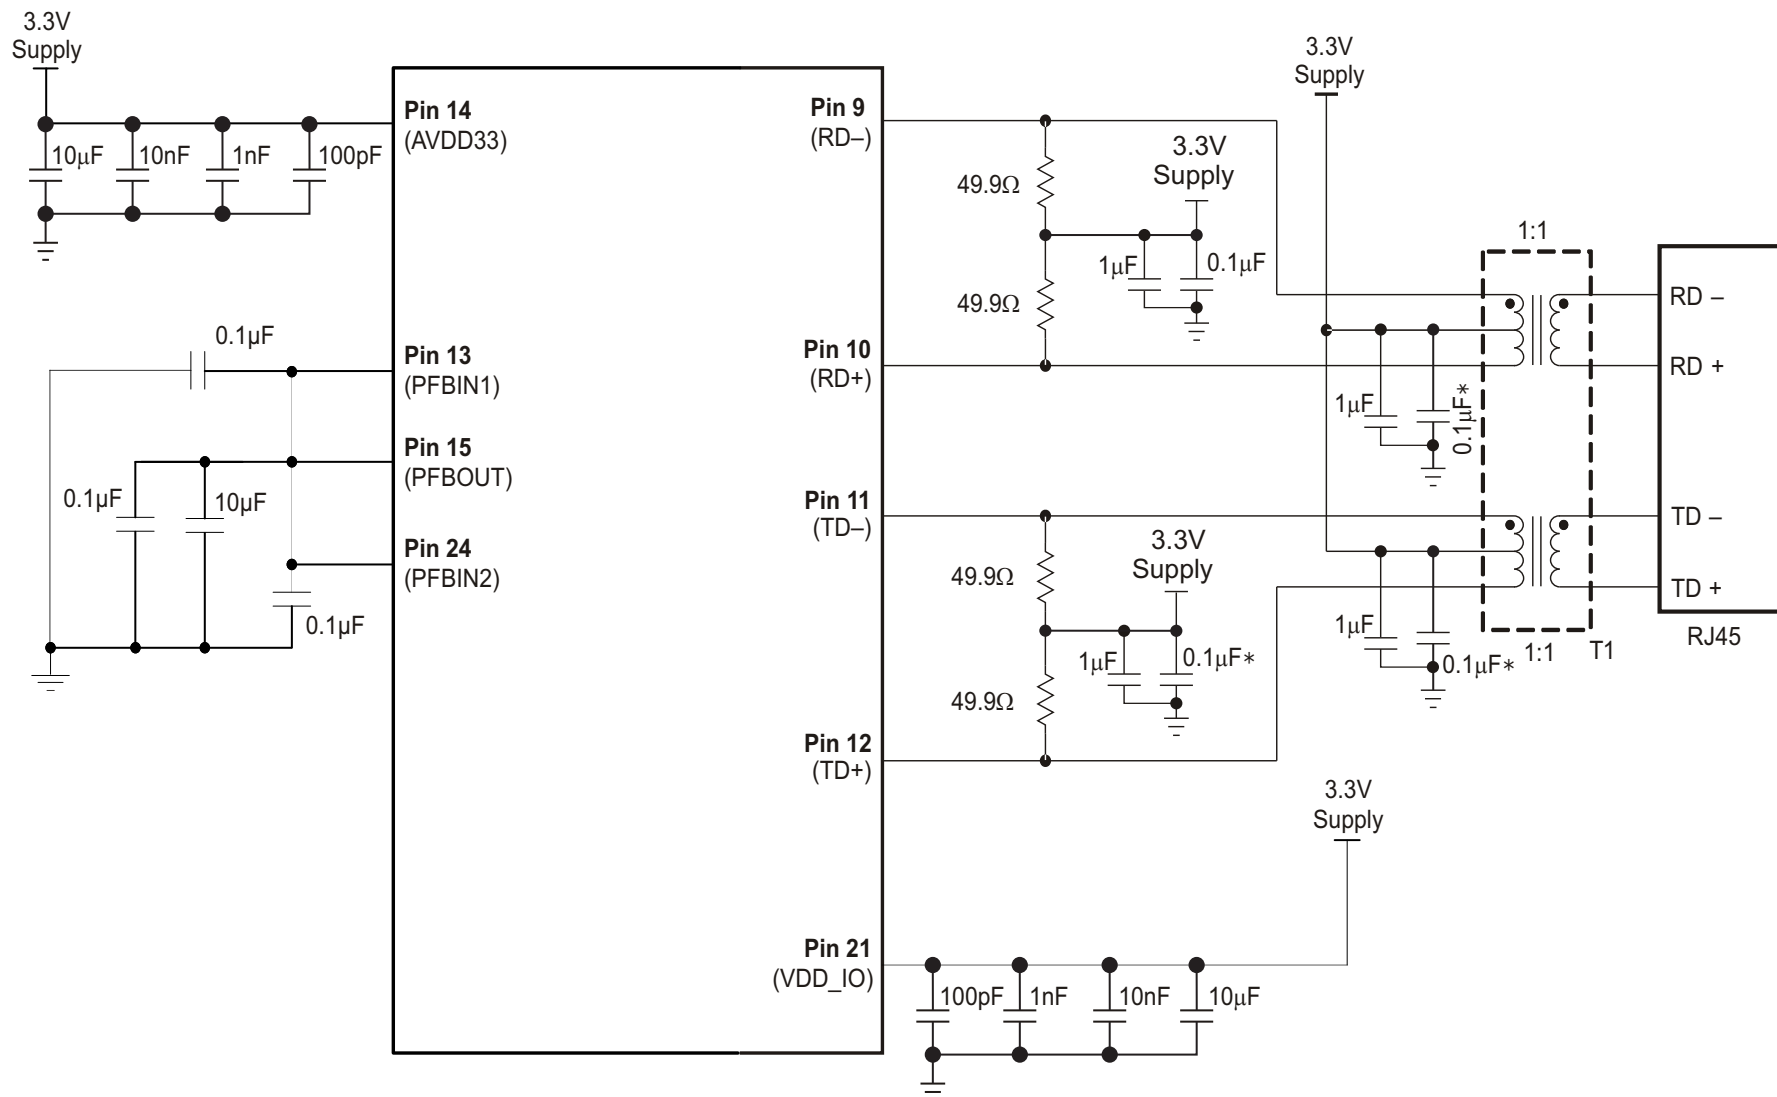 3.3V
Supply
10μF
10nF
1nF
100pF
Pin 14
(AVDD33)
0.1μF
Pin 13
(PFBIN1)
Pin 15
(PFBOUT)
0.1μF
10μF
Pin 24
(PFBIN2)
0.1μF
Pin 9
(RD–)
49.9Ω
3.3V
Supply
1μF
0.1μF
49.9Ω
Pin 10
(RD+)
Pin 11
(TD–)
49.9Ω
3.3V
Supply
1μF
0.1μF*
49.9Ω
Pin 12
(TD+)
3.3V
Supply
1μF
0.1μF*
1μF
0.1μF*
1:1
1:1
T1
RD –
RD +
TD –
TD +
RJ45
3.3V
Supply
Pin 21
(VDD_IO)
100pF
1nF
10nF
10μF